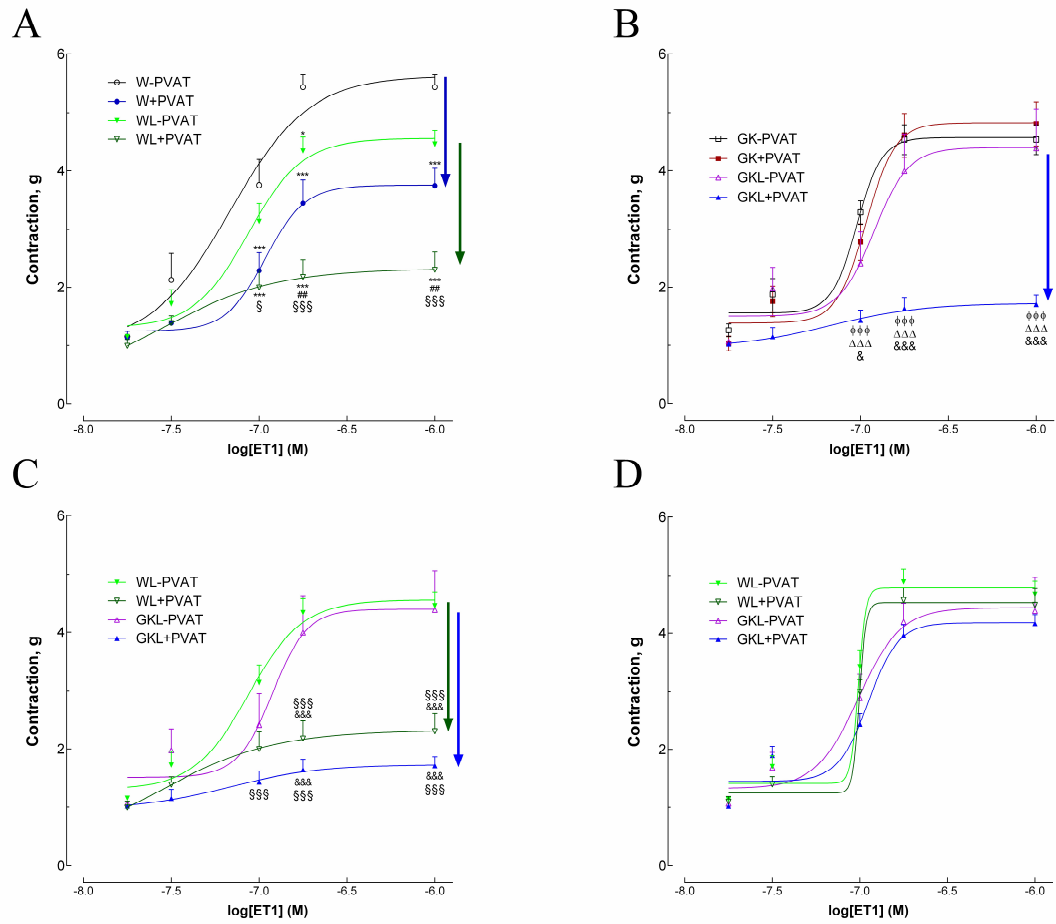 A
Contraction, g
6
4
2
0
W-PVAT
W+PVAT
WL-PVAT
WL+PVAT
*
***
***
***
***
§
***
##
§§§
***
##
§§§
-8.0
-7.5
-7.0
-6.5
-6.0
log[ET1] (M)
B
Contraction, g
6
4
2
0
GK-PVAT
GK+PVAT
GKL-PVAT
GKL+PVAT
ϕϕϕ
ΔΔΔ
&
ϕϕϕ
ΔΔΔ
&&&
ϕϕϕ
ΔΔΔ
&&&
-8.0
-7.5
-7.0
-6.5
-6.0
log[ET1] (M)
C
Contraction, g
6
4
2
0
WL-PVAT
WL+PVAT
GKL-PVAT
GKL+PVAT
§§§
&&&
§§§
&&&
§§§
&&&
§§§
&&&
§§§
-8.0
-7.5
-7.0
-6.5
-6.0
log[ET1] (M)
D
Contraction, g
6
4
2
0
WL-PVAT
WL+PVAT
GKL-PVAT
GKL+PVAT
-8.0
-7.5
-7.0
-6.5
-6.0
log[ET1] (M)